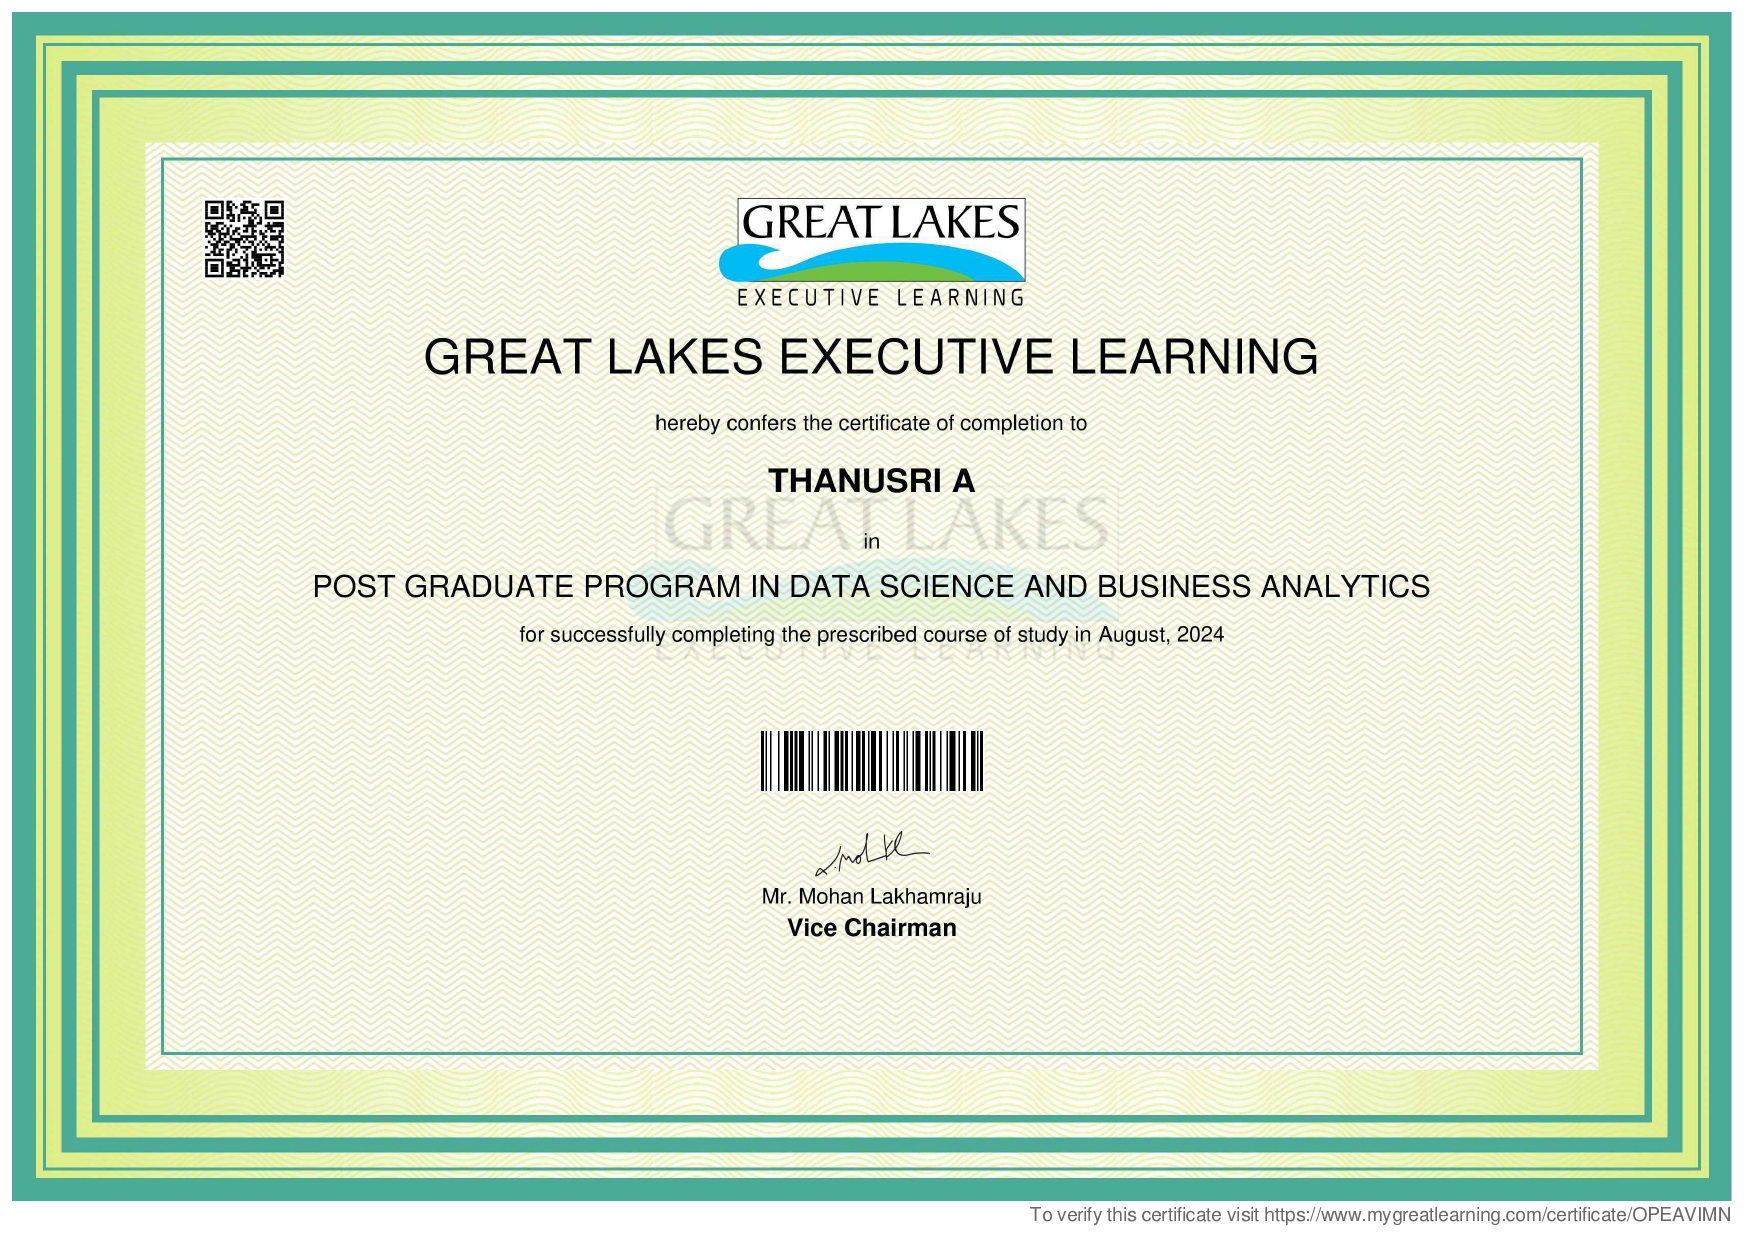 GREAT LAKES
EXECUTIVE LEARNING
GREAT LAKES EXECUTIVE LEARNING
hereby confers the certificate of completion to
THANUSRI A
GREAT LAKES
in
POST GRADUATE PROGRAM IN DATA SCIENCE AND BUSINESS ANALYTICS
for successfully completing the prescribed course of study in August, 2024
EXECUTIVE LEARNING
Mr. Mohan Lakhamraju
Vice Chairman
To verify this certificate visit https://www.mygreatlearning.com/certificate/OPEAVIMN